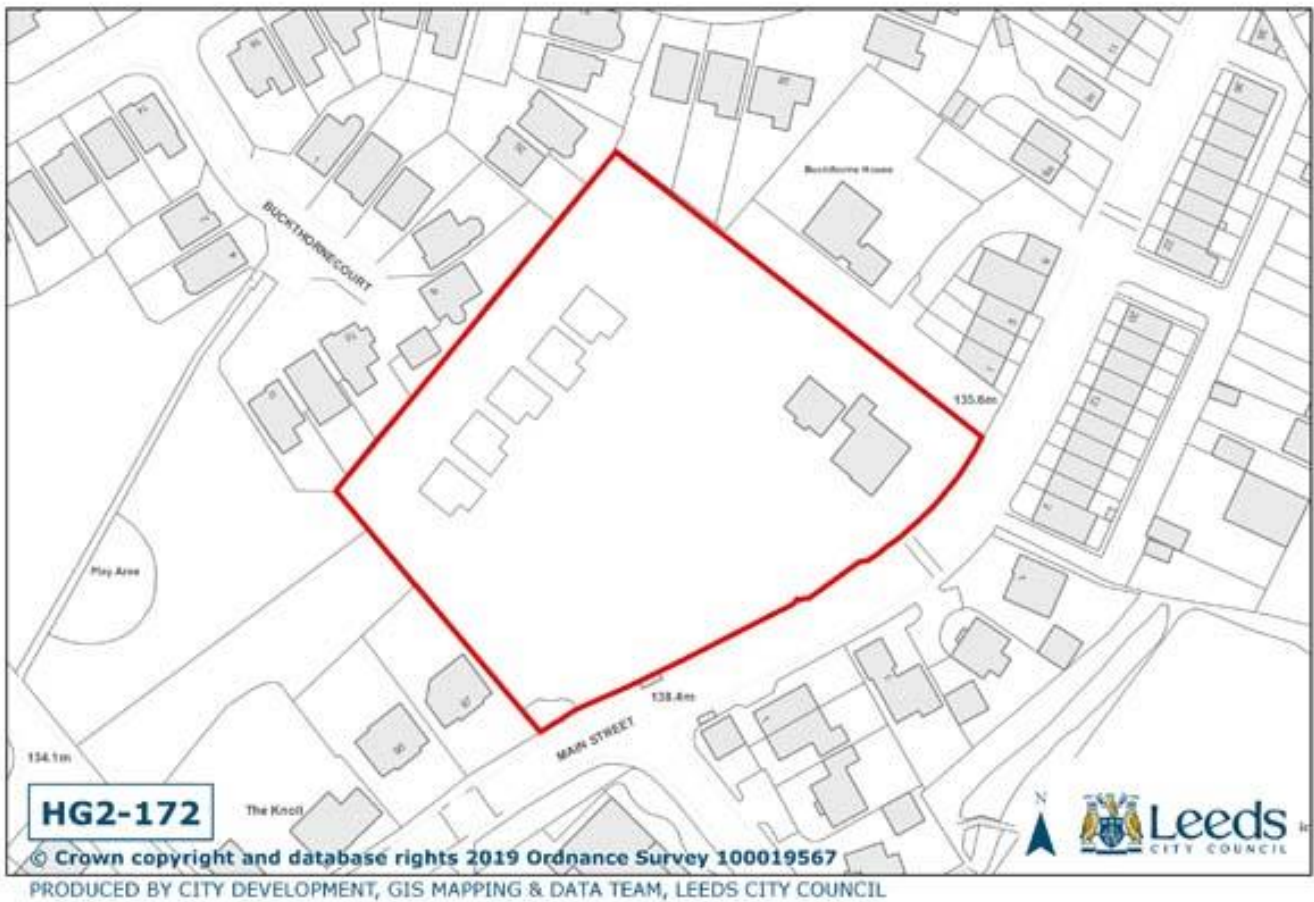 Buckthorne House
BUCKTHORNECOURT
135.6m
Play Area
138.4m
MAIN STREET
134.1m
The Knoll
HG2-172
N
Leeds
CITY COUNCIL
© Crown copyright and database rights 2019 Ordnance Survey 100019567
PRODUCED BY CITY DEVELOPMENT, GIS MAPPING & DATA TEAM, LEEDS CITY COUNCIL